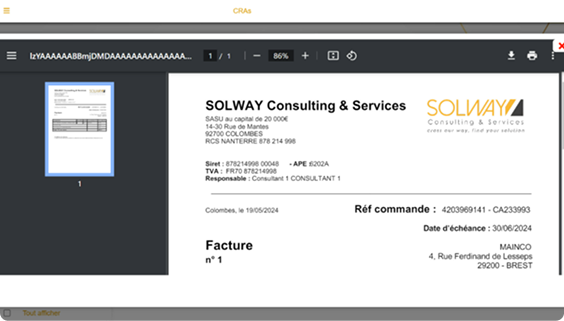 CRAs
IzYAAAAAABBmjDMDAAAAAAAAAAAAAA...
1 / 1
86%
1
SOLWAY Consulting & Services
SASU au capital de 20 000€
14-30 Rue de Mantes
92700 COLOMBES
RCS NANTERRE 878 214 998
SOLWAY
Consulting & Services
cross our way, find your solution
Siret : 878214998 00048 - APE :6202A
TVA : FR70 878214998
Responsable : Consultant 1 CONSULTANT 1
Colombes, le 19/05/2024
Réf commande : 4203969141 - CA233993
Date d'échéance : 30/06/2024
Facture
n° 1
MAINCO
4, Rue Ferdinand de Lesseps
29200 - BREST
Tout afficher